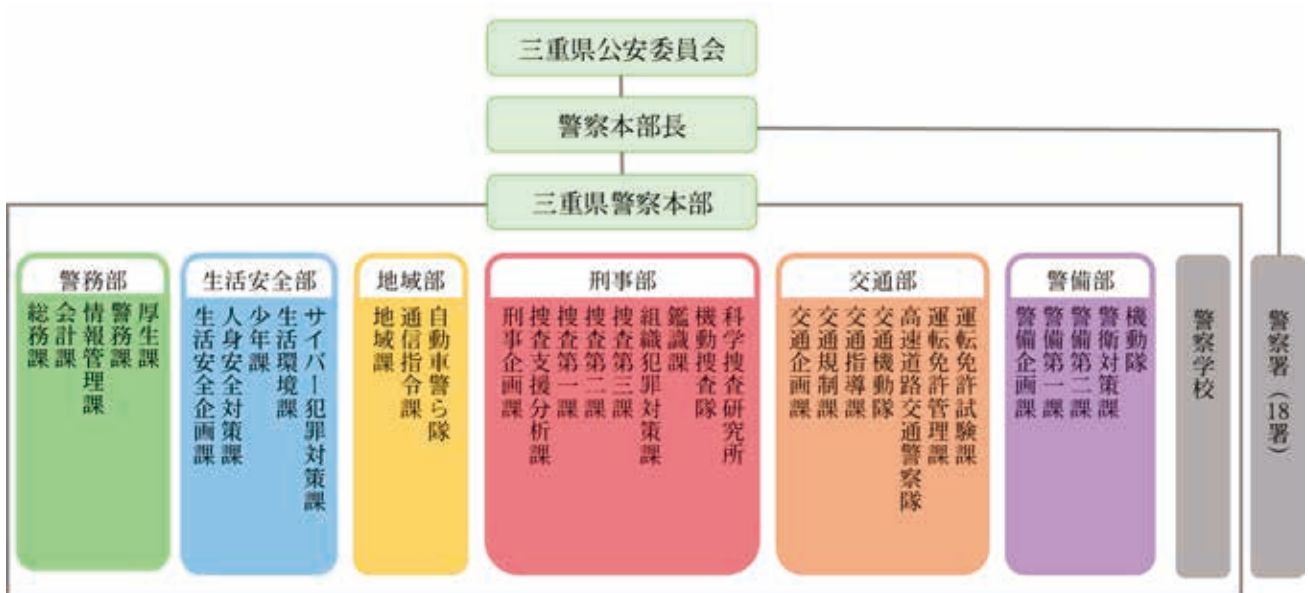 三重県公安委員会
警察本部長
三重県警察本部
警務部
総務課
会計課
情報管理課
警務課
厚生課
生活安全部
生活安全企画課
人身安全対策課
少年課
生活環境課
サイバー犯罪対策課
地域部
地域課
通信指令課
自動車警ら隊
刑事部
刑事企画課
捜査支援分析課
捜査第一課
捜査第二課
捜査第三課
組織犯罪対策課
鑑識課
機動捜査隊
科学捜査研究所
交通部
交通企画課
交通規制課
交通指導課
交通機動隊
高速道路交通警察隊
運転免許管理課
運転免許試験課
警備部
警備企画課
警備第一課
警備第二課
警衛対策課
機動隊
警察学校
警察署（18署）